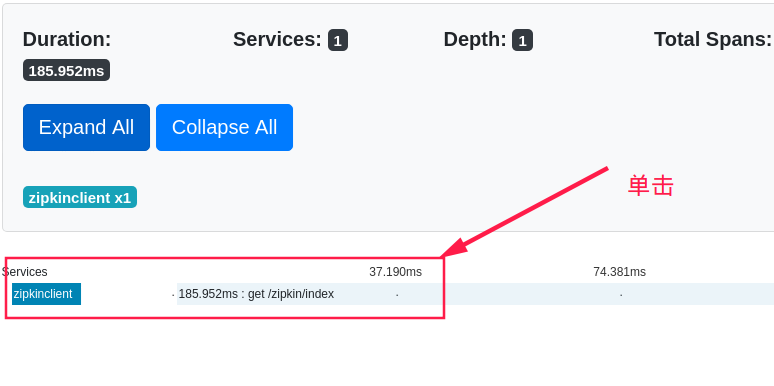 Duration: Services: 1 Depth: 1 Total Spans:
185.952ms
Expand All Collapse All
单击
zipkinclient x1
Services 37.190ms 74.381ms
zipkinclient · 185.952ms : get /zipkin/index · ·